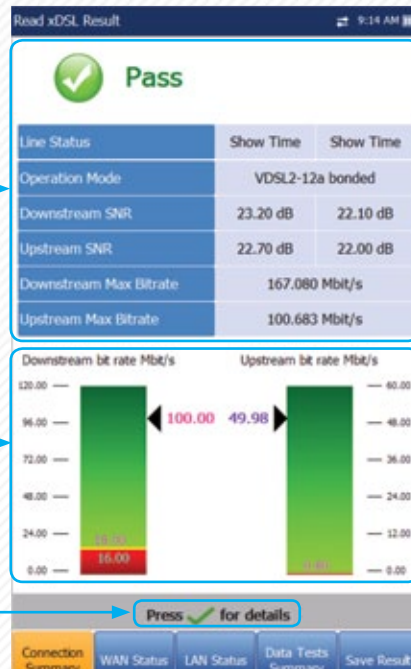 Read xDSL Result 9:14 AM
Pass
Line Status Show Time Show Time
Operation Mode VDSL2-12a bonded
Downstream SNR 23.20 dB 22.10 dB
Upstream SNR 22.70 dB 22.00 dB
Downstream Max Bitrate 167.080 Mbit/s
Upstream Max Bitrate 100.683 Mbit/s
Downstream bit rate Mbit/s Upstream bit rate Mbit/s
120.00 60.00
96.00 100.00 49.98 48.00
72.00 36.00
48.00 24.00
24.00 12.00
16.00
0.00 0.00
Press for details
Connection Summary WAN Status LAN Status Data Tests Summary Save Result